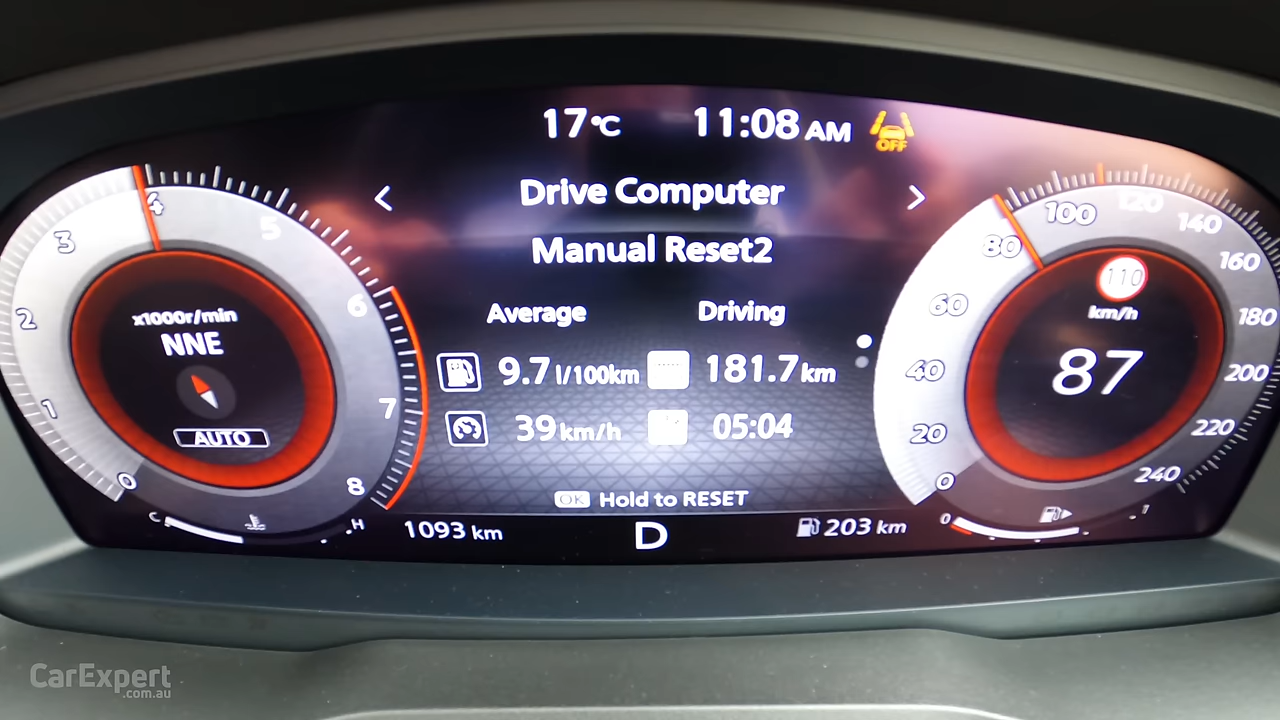 17°C 11:08 AM OFF
< Drive Computer >
Manual Reset2
Average Driving
9.7 l/100km 181.7 km
39 km/h 05:04
OK Hold to RESET
1093 km D 203 km
0 1 2 3 4 5 6 7 8
x1000r/min
NNE
AUTO
C H
0 20 40 60 80 100 120 140 160 180 200 220 240
110
km/h
87
0
CarExpert
.com.au